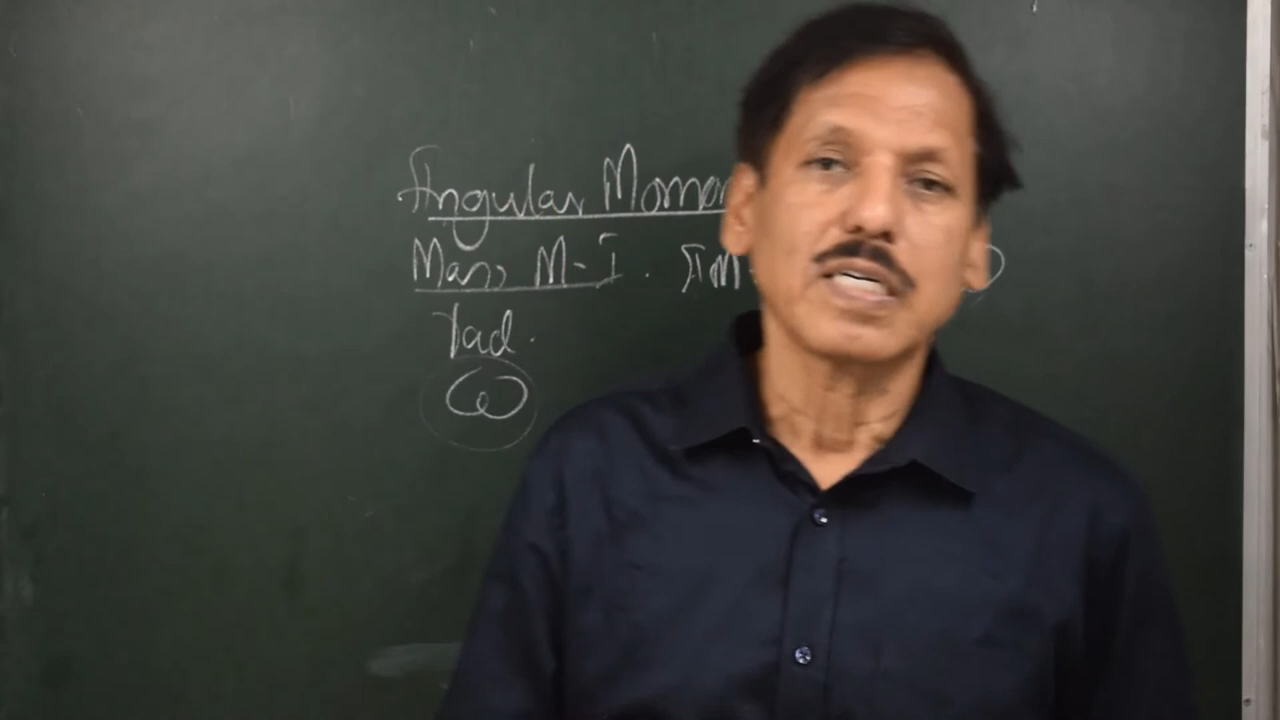 Angular Momen
Mass M-I.
rad.
ω